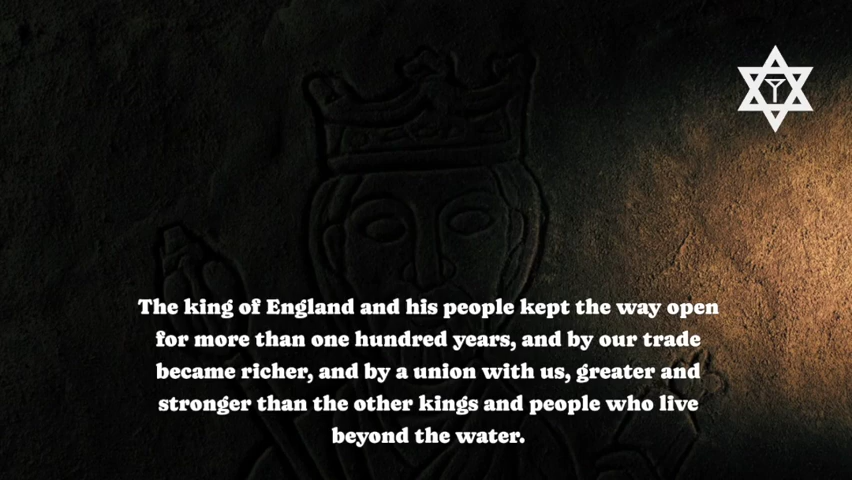 The king of England and his people kept the way open
for more than one hundred years, and by our trade
became richer, and by a union with us, greater and
stronger than the other kings and people who live
beyond the water.